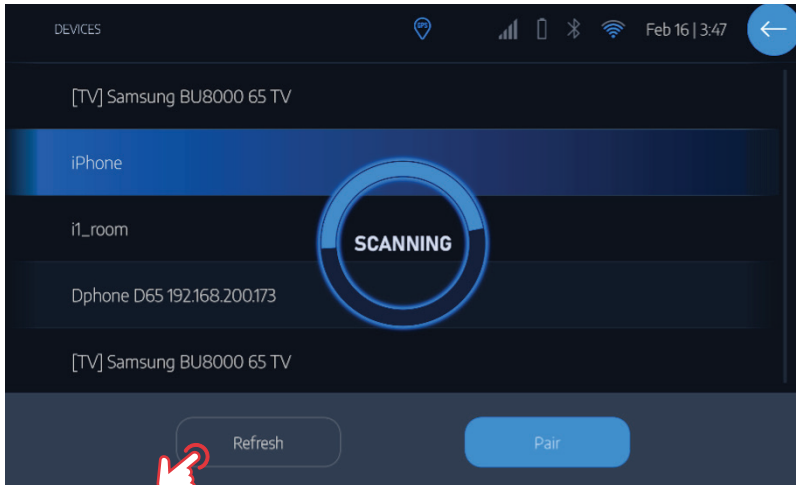 DEVICES GPS Feb 16 | 3:47
[TV] Samsung BU8000 65 TV
iPhone
i1_room
SCANNING
Dphone D65 192.168.200.173
[TV] Samsung BU8000 65 TV
Refresh Pair